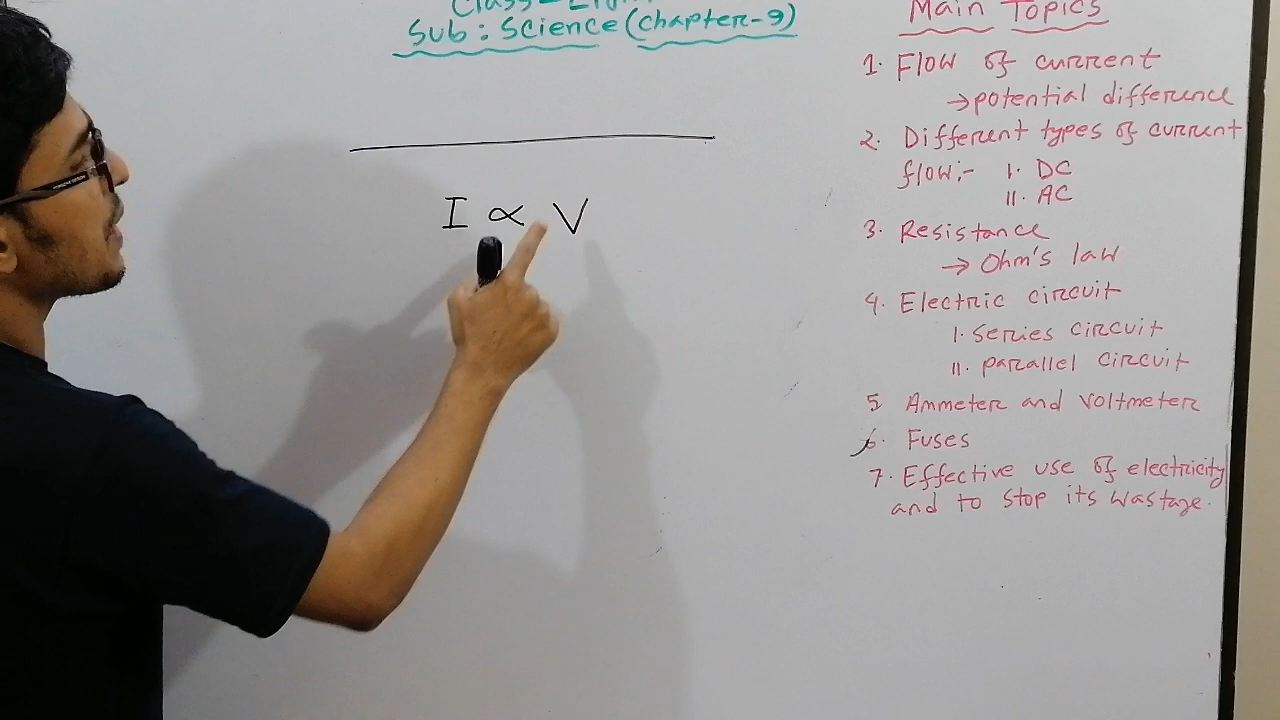 Class-Eight
Sub : Science (chapter-9)
I ∝ V
Main Topics
1. Flow of current
→ potential difference
2. Different types of current
flow:- I. DC
II. AC
3. Resistance
→ Ohm's law
4. Electric circuit
I. Series circuit
II. parallel circuit
5 Ammeter and voltmeter
6. Fuses
7. Effective use of electricity
and to stop its wastage.